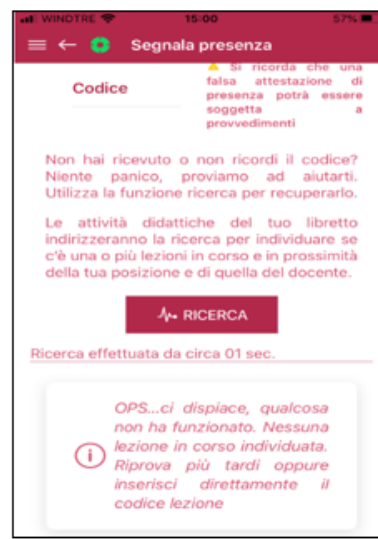 WINDTRE 15:00 57%
Segnala presenza
Codice
Si ricorda che una
falsa attestazione di
presenza potrà essere
soggetta a
provvedimenti
Non hai ricevuto o non ricordi il codice?
Niente panico, proviamo ad aiutarti.
Utilizza la funzione ricerca per recuperarlo.
Le attività didattiche del tuo libretto
indirizzeranno la ricerca per individuare se
c'è una o più lezioni in corso e in prossimità
della tua posizione e di quella del docente.
RICERCA
Ricerca effettuata da circa 01 sec.
OPS...ci dispiace, qualcosa
non ha funzionato. Nessuna
lezione in corso individuata.
Riprova più tardi oppure
inserisci direttamente il
codice lezione